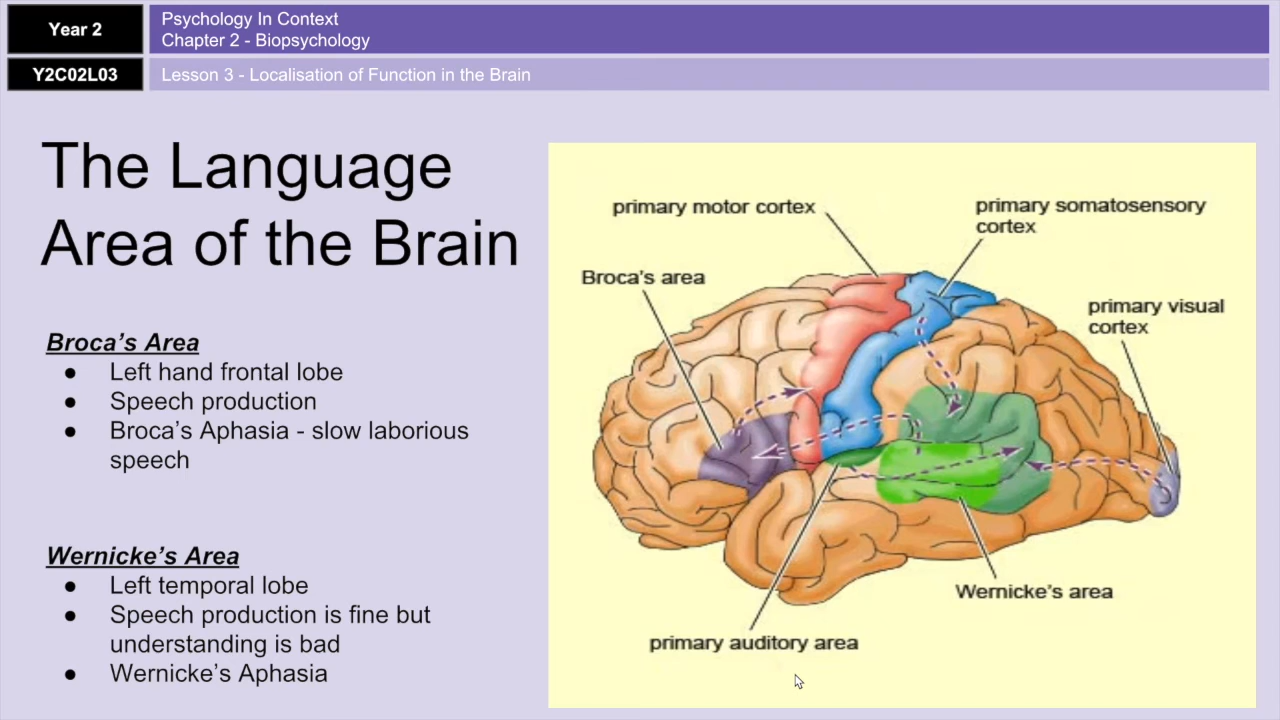 Year 2
Psychology In Context
Chapter 2 - Biopsychology
Y2C02L03
Lesson 3 - Localisation of Function in the Brain
The Language
Area of the Brain
Broca's Area
● Left hand frontal lobe
● Speech production
● Broca's Aphasia - slow laborious
speech
Wernicke's Area
● Left temporal lobe
● Speech production is fine but
understanding is bad
● Wernicke's Aphasia
primary motor cortex
primary somatosensory
cortex
Broca's area
primary visual
cortex
Wernicke's area
primary auditory area